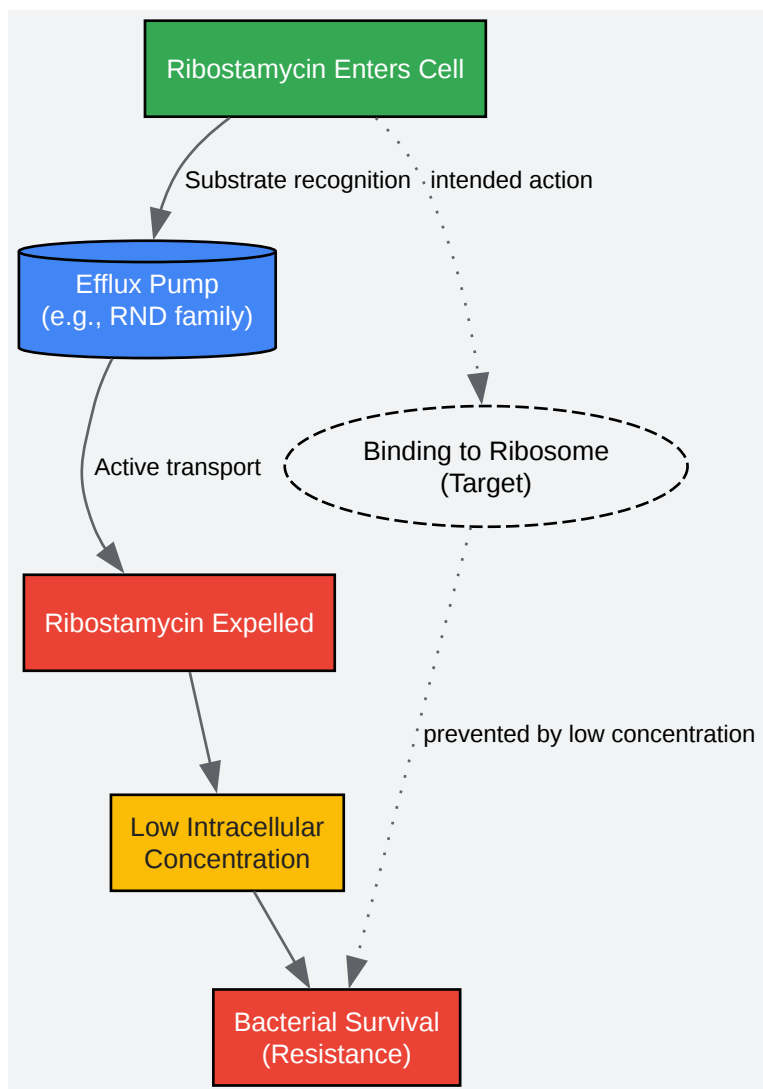 Ribostamycin Enters Cell
Substrate recognition
intended action
Efflux Pump
(e.g., RND family)
Binding to Ribosome
(Target)
Active transport
Ribostamycin Expelled
prevented by low concentration
Low Intracellular
Concentration
Bacterial Survival
(Resistance)